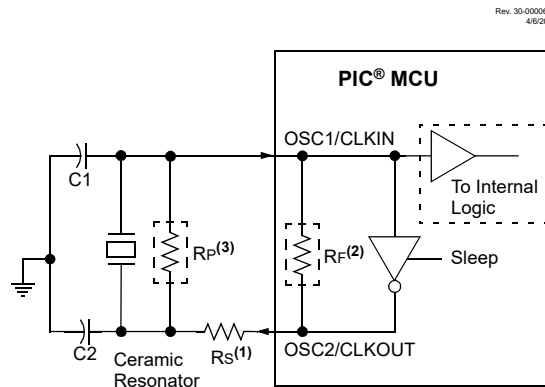 Rev. 30-00006
4/6/20
PIC® MCU
OSC1/CLKIN
C1
To Internal
Logic
RP(3)
RF(2)
Sleep
C2
Ceramic
Resonator
RS(1)
OSC2/CLKOUT